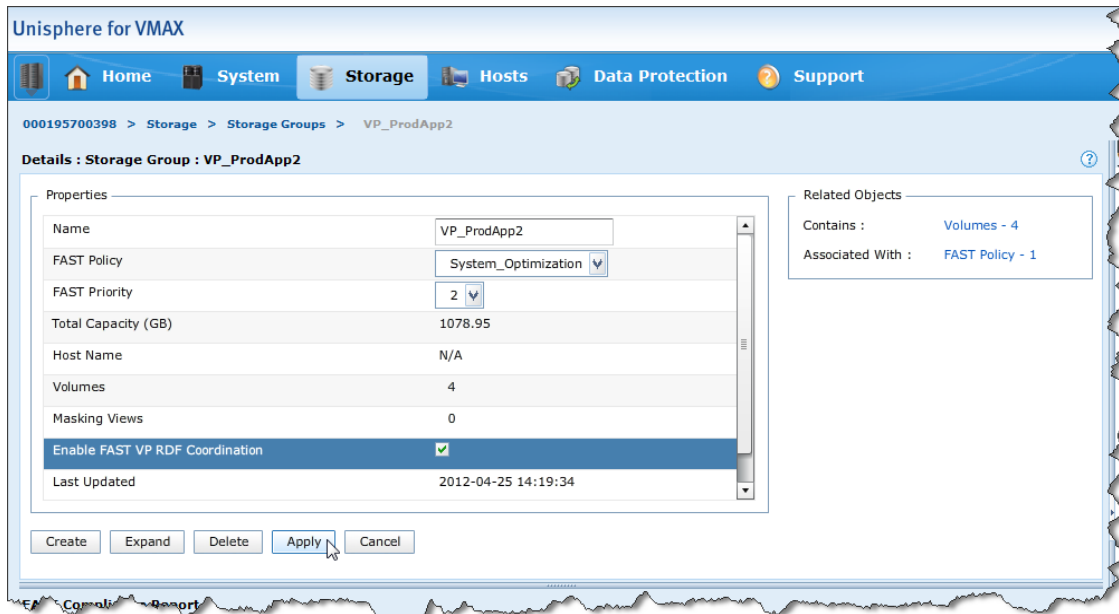 Unisphere for VMAX
Home System Storage Hosts Data Protection Support
000195700398 > Storage > Storage Groups > VP_ProdApp2
Details : Storage Group : VP_ProdApp2
Properties
Name VP_ProdApp2
FAST Policy System_Optimization
FAST Priority 2
Total Capacity (GB) 1078.95
Host Name N/A
Volumes 4
Masking Views 0
Enable FAST VP RDF Coordination
Last Updated 2012-04-25 14:19:34
Related Objects
Contains : Volumes - 4
Associated With : FAST Policy - 1
Create Expand Delete Apply Cancel